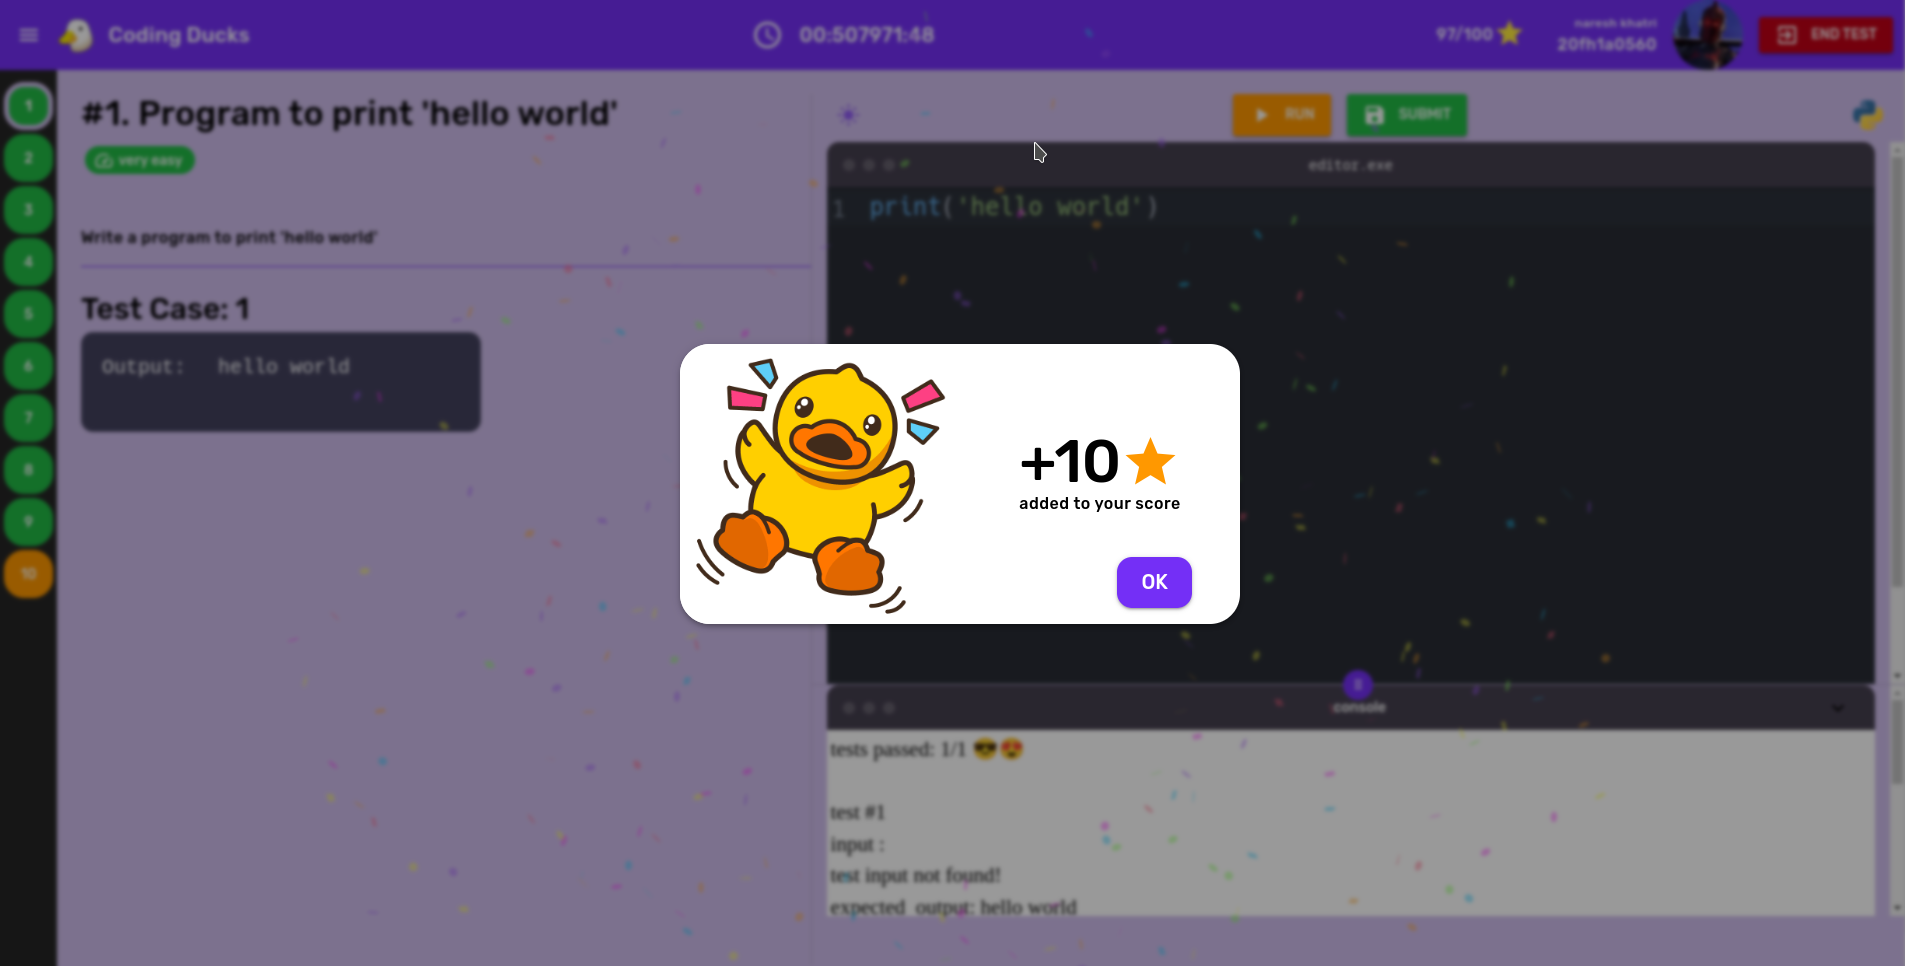 Coding Ducks
00:507971:48
97/100
naresh khatri
20fh1a0560
END TEST
1
2
3
4
5
6
7
8
9
10
#1. Program to print 'hello world'
very easy
Write a program to print 'hello world'
Test Case: 1
Output: hello world
RUN
SUBMIT
editor.exe
1 print('hello world')
+10
added to your score
OK
console
tests passed: 1/1 😎😍
test #1
input :
test input not found!
expected output: hello world